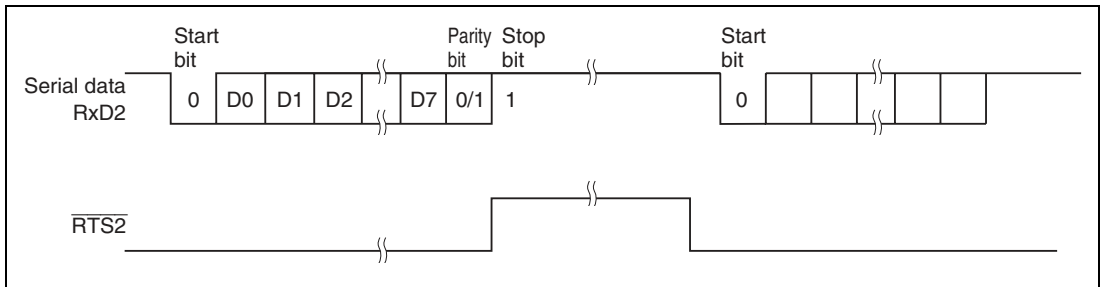 Start bit
Parity bit
Stop bit
Start bit
Serial data RxD2
0 D0 D1 D2 D7 0/1 1 0
RTS2